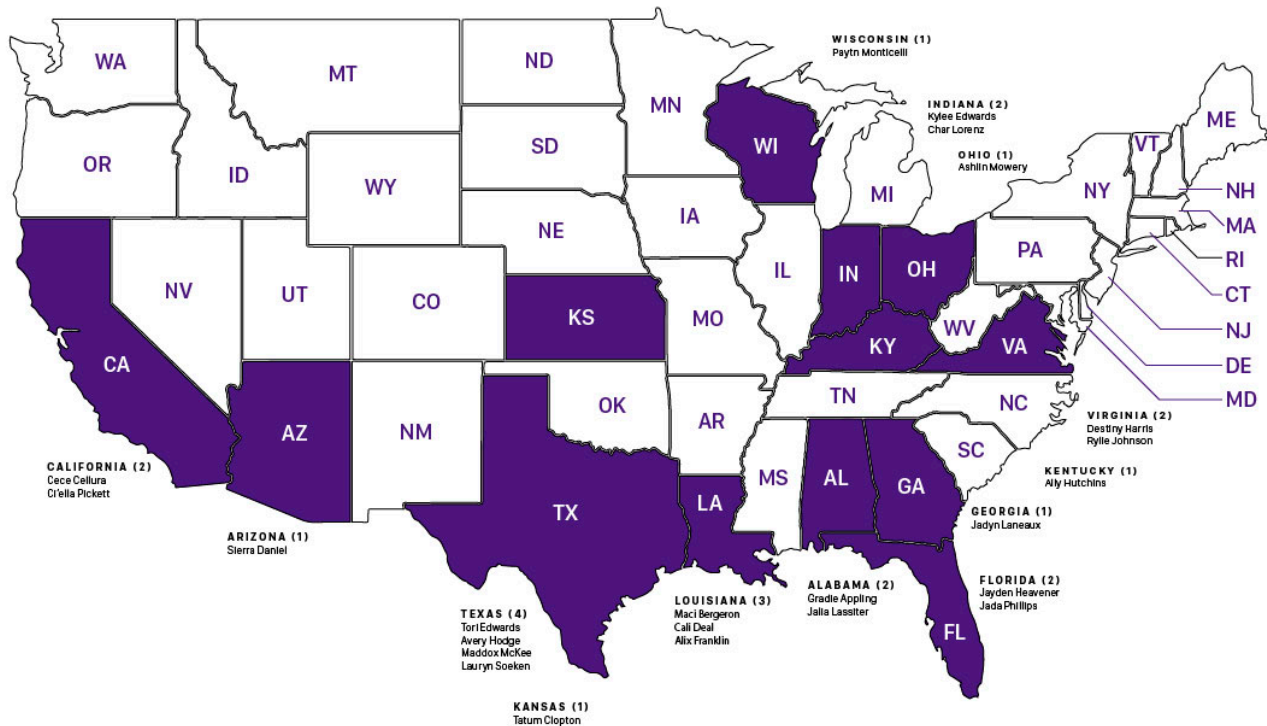 WISCONSIN (1)
Paytn Monticelli
INDIANA (2)
Kylee Edwards
Char Lorenz
OHIO (1)
Ashlin Mowery
WA
MT
ND
MN
WI
MI
ME
VT
NH
MA
RI
CT
NJ
DE
MD
NY
OR
ID
WY
SD
IA
NE
NV
UT
CO
KS
MO
IL
IN
OH
PA
WV
VA
KY
CA
AZ
NM
OK
AR
TN
NC
SC
MS
AL
GA
TX
LA
FL
VIRGINIA (2)
Destiny Harris
Rylie Johnson
KENTUCKY (1)
Ally Hutchins
GEORGIA (1)
Jadyn Laneaux
FLORIDA (2)
Jayden Heavener
Jada Phillips
CALIFORNIA (2)
Cece Cellura
Ci'ella Pickett
ARIZONA (1)
Sierra Daniel
TEXAS (4)
Tori Edwards
Avery Hodge
Maddox McKee
Lauryn Soeken
LOUISIANA (3)
Maci Bergeron
Cali Deal
Alix Franklin
ALABAMA (2)
Gradie Appling
Jalia Lassiter
KANSAS (1)
Tatum Clopton